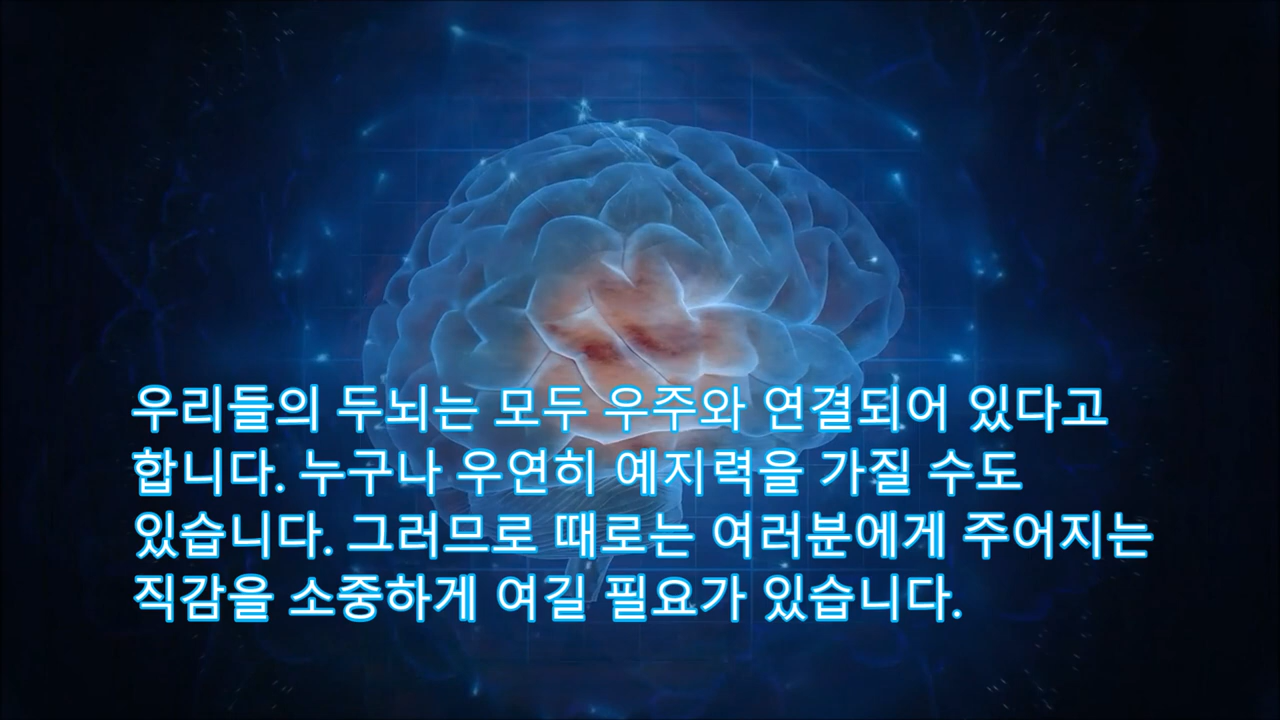 우리들의 두뇌는 모두 우주와 연결되어 있다고
합니다. 누구나 우연히 예지력을 가질 수도
있습니다. 그러므로 때로는 여러분에게 주어지는
직감을 소중하게 여길 필요가 있습니다.